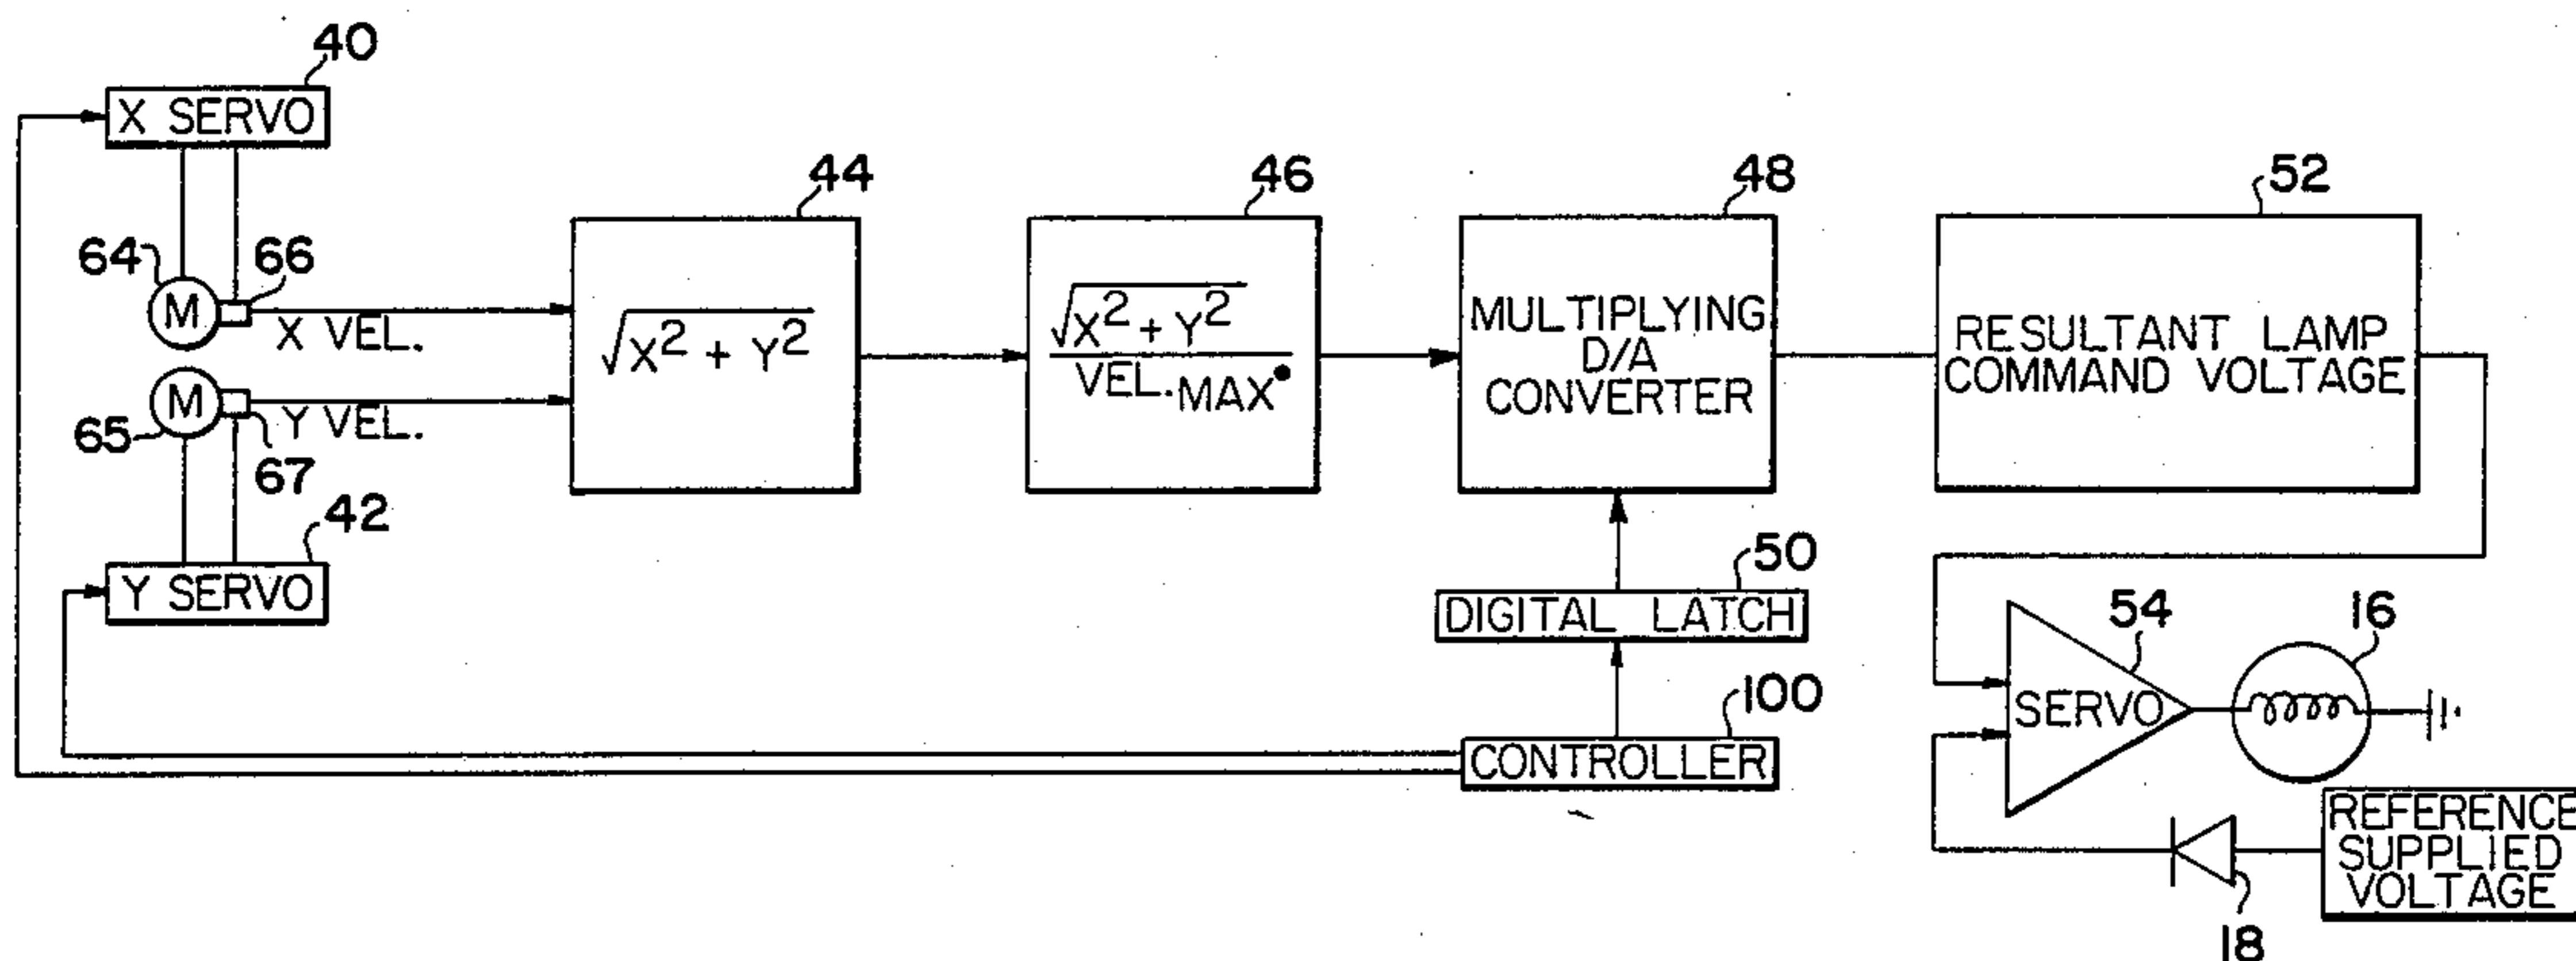 40
X SERVO
44
46
48
52
64
66
M
X VEL.
√X² + Y²
√X² + Y²
VEL.MAX•
MULTIPLYING
D/A
CONVERTER
RESULTANT LAMP
COMMAND VOLTAGE
M
Y VEL.
65
67
42
Y SERVO
50
DIGITAL LATCH
54
16
SERVO
100
CONTROLLER
REFERENCE
SUPPLIED
VOLTAGE
18